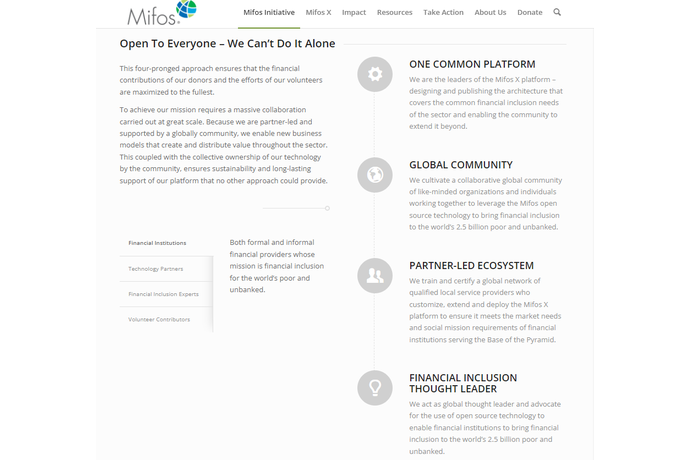 Mifos
Mifos Initiative
Mifos X
Impact
Resources
Take Action
About Us
Donate
Open To Everyone – We Can't Do It Alone
This four-pronged approach ensures that the financial
contributions of our donors and the efforts of our volunteers
are maximized to the fullest.
To achieve our mission requires a massive collaboration
carried out at great scale. Because we are partner-led and
supported by a globally community, we enable new business
models that create and distribute value throughout the sector.
This coupled with the collective ownership of our technology
by the community, ensures sustainability and long-lasting
support of our platform that no other approach could provide.
Financial Institutions
Technology Partners
Financial Inclusion Experts
Volunteer Contributors
Both formal and informal
financial providers whose
mission is financial inclusion
for the world's poor and
unbanked.
ONE COMMON PLATFORM
We are the leaders of the Mifos X platform –
designing and publishing the architecture that
covers the common financial inclusion needs
of the sector and enabling the community to
extend it beyond.
GLOBAL COMMUNITY
We cultivate a collaborative global community
of like-minded organizations and individuals
working together to leverage the Mifos open
source technology to bring financial inclusion
to the world's 2.5 billion poor and unbanked.
PARTNER-LED ECOSYSTEM
We train and certify a global network of
qualified local service providers who
customize, extend and deploy the Mifos X
platform to ensure it meets the market needs
and social mission requirements of financial
institutions serving the Base of the Pyramid.
FINANCIAL INCLUSION
THOUGHT LEADER
We act as global thought leader and advocate
for the use of open source technology to
enable financial institutions to bring financial
inclusion to the world's 2.5 billion poor and
unbanked.